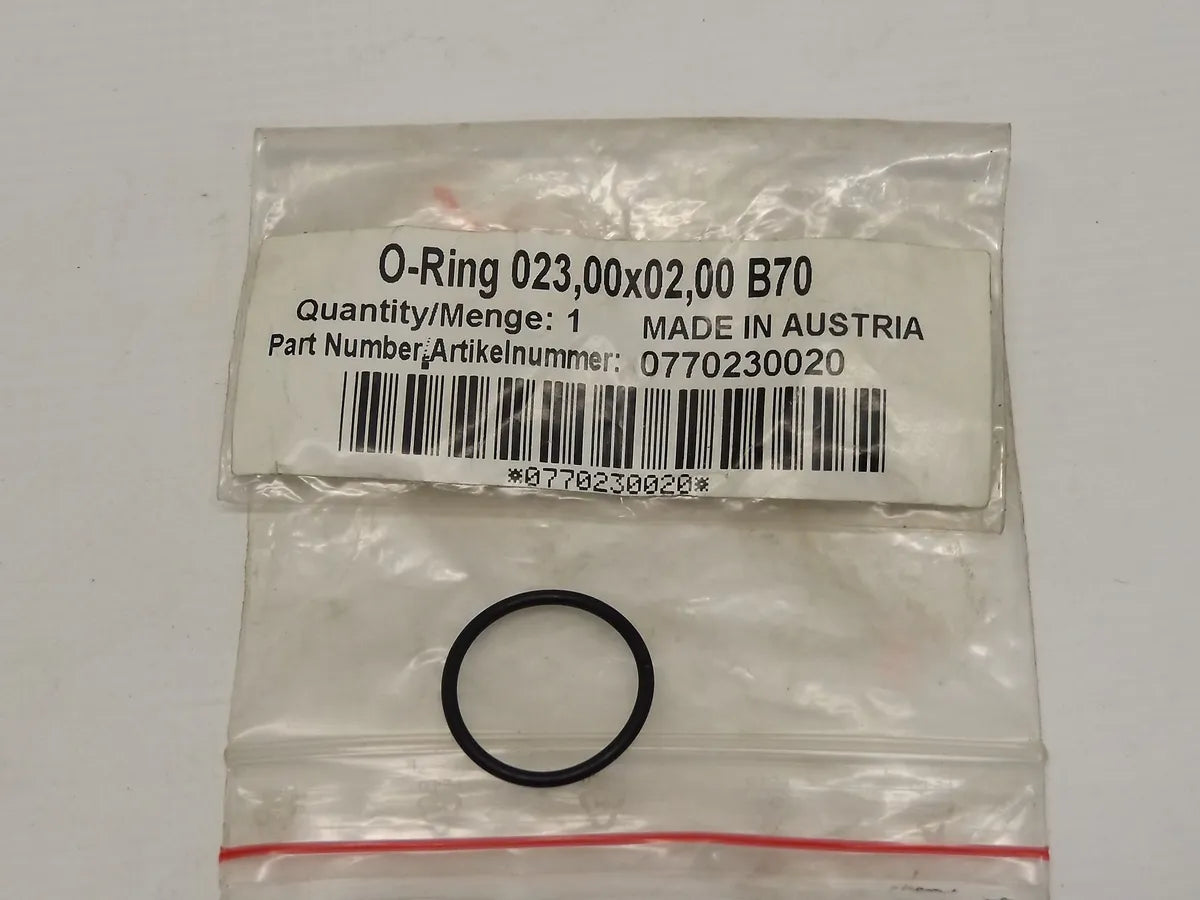 O-Ring 023,00x02,00 B70
Quantity/Menge: 1 MADE IN AUSTRIA
Part Number/Artikelnummer: 0770230020
*0770230020*